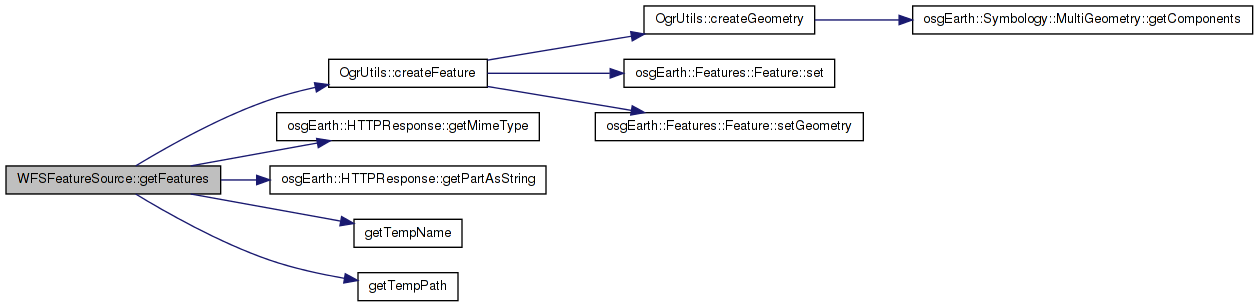 OgrUtils::createGeometry
osgEarth::Symbology::MultiGeometry::getComponents
OgrUtils::createFeature
osgEarth::Features::Feature::set
osgEarth::HTTPResponse::getMimeType
osgEarth::Features::Feature::setGeometry
WFSFeatureSource::getFeatures
osgEarth::HTTPResponse::getPartAsString
getTempName
getTempPath